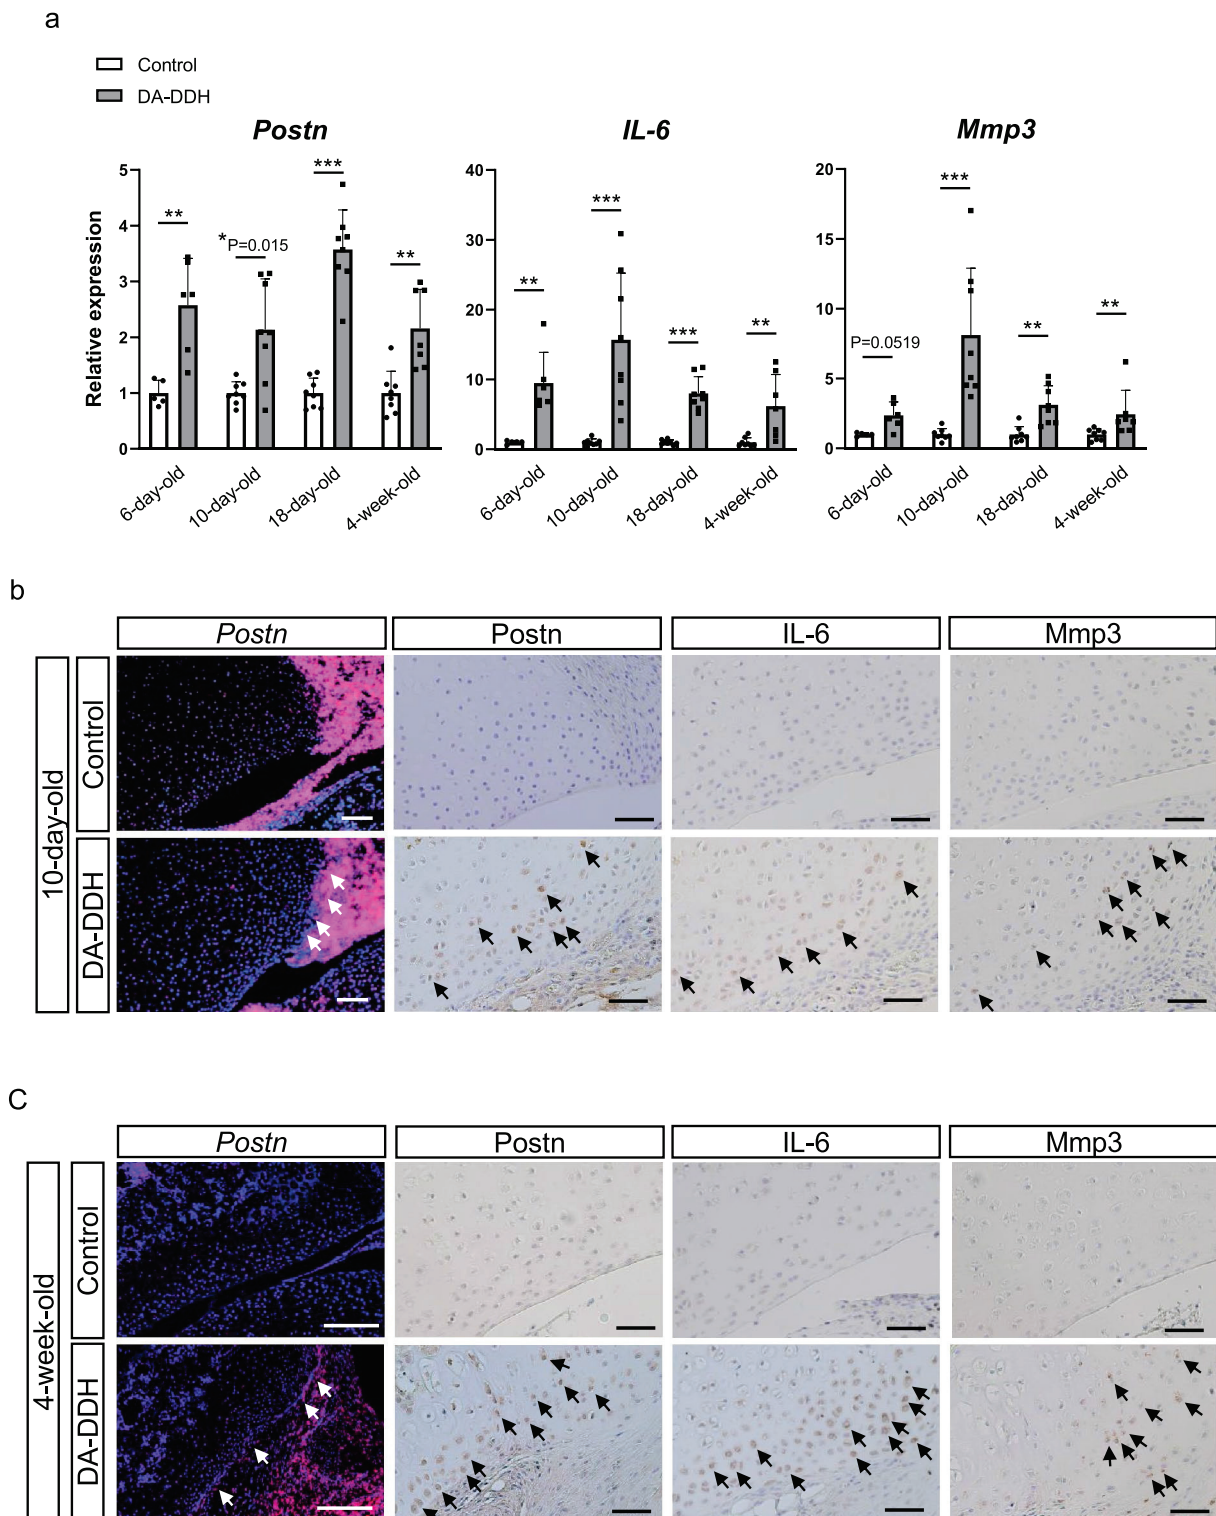 a
Control
DA-DDH
Postn
IL-6
Mmp3
Relative expression
5
4
3
2
1
0
**
*P=0.015
***
**
6-day-old
10-day-old
18-day-old
4-week-old
40
30
20
10
0
**
***
***
**
6-day-old
10-day-old
18-day-old
4-week-old
20
15
10
5
0
P=0.0519
***
**
**
6-day-old
10-day-old
18-day-old
4-week-old
b
Postn
Postn
IL-6
Mmp3
10-day-old
Control
DA-DDH
C
Postn
Postn
IL-6
Mmp3
4-week-old
Control
DA-DDH